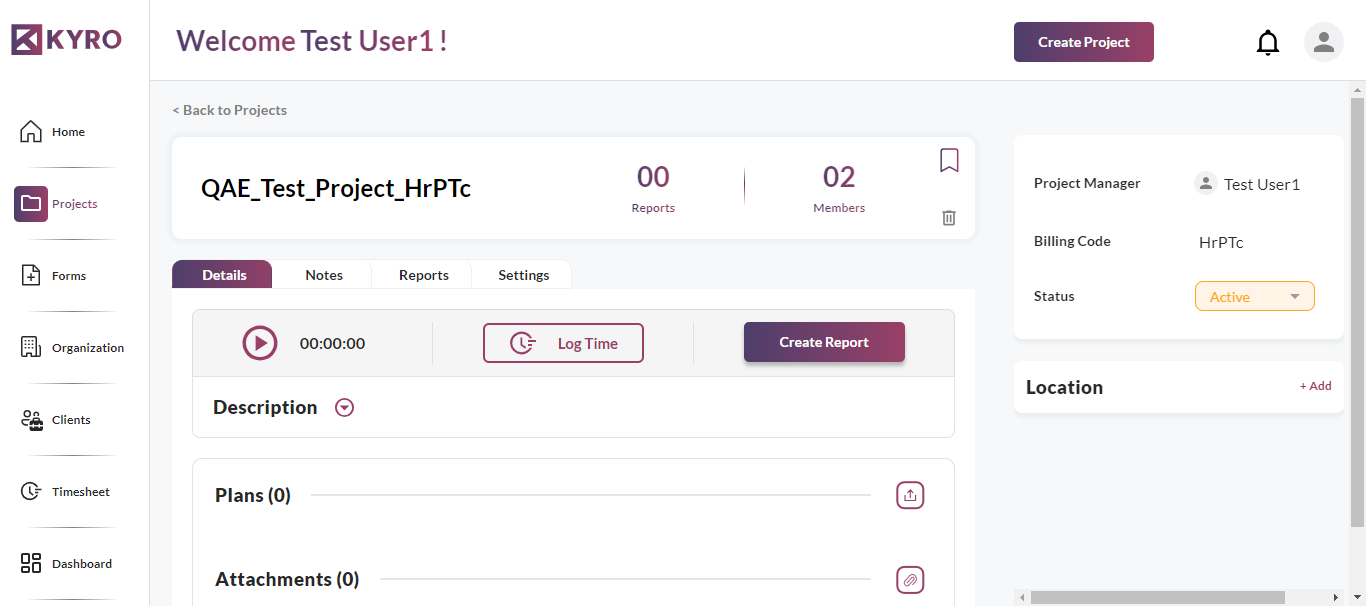 KYRO
Welcome Test User1 !
Create Project
Home
Projects
Forms
Organization
Clients
Timesheet
Dashboard
< Back to Projects
QAE_Test_Project_HrPTc
00
Reports
02
Members
Details
Notes
Reports
Settings
00:00:00
Log Time
Create Report
Description
Plans (0)
Attachments (0)
Project Manager
Test User1
Billing Code
HrPTc
Status
Active
Location
+ Add